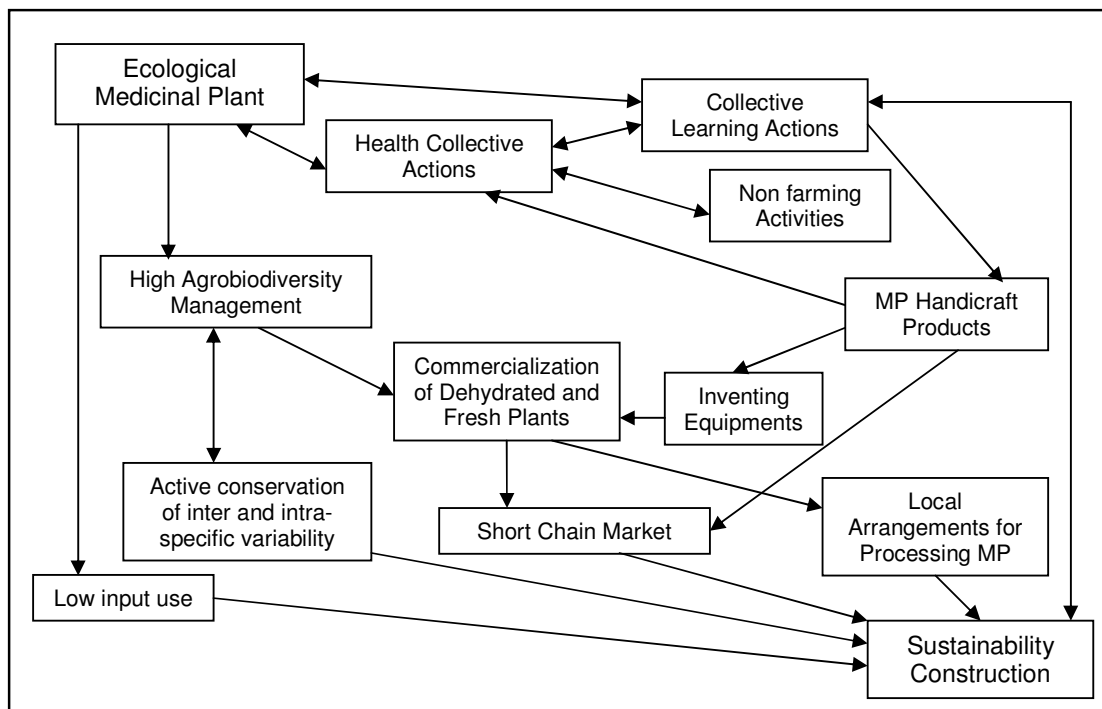 Ecological
Medicinal Plant
Collective
Learning Actions
Health Collective
Actions
Non farming
Activities
High Agrobiodiversity
Management
MP Handicraft
Products
Commercialization
of Dehydrated and
Fresh Plants
Inventing
Equipments
Active conservation
of inter and intra-
specific variability
Short Chain Market
Local
Arrangements for
Processing MP
Low input use
Sustainability
Construction